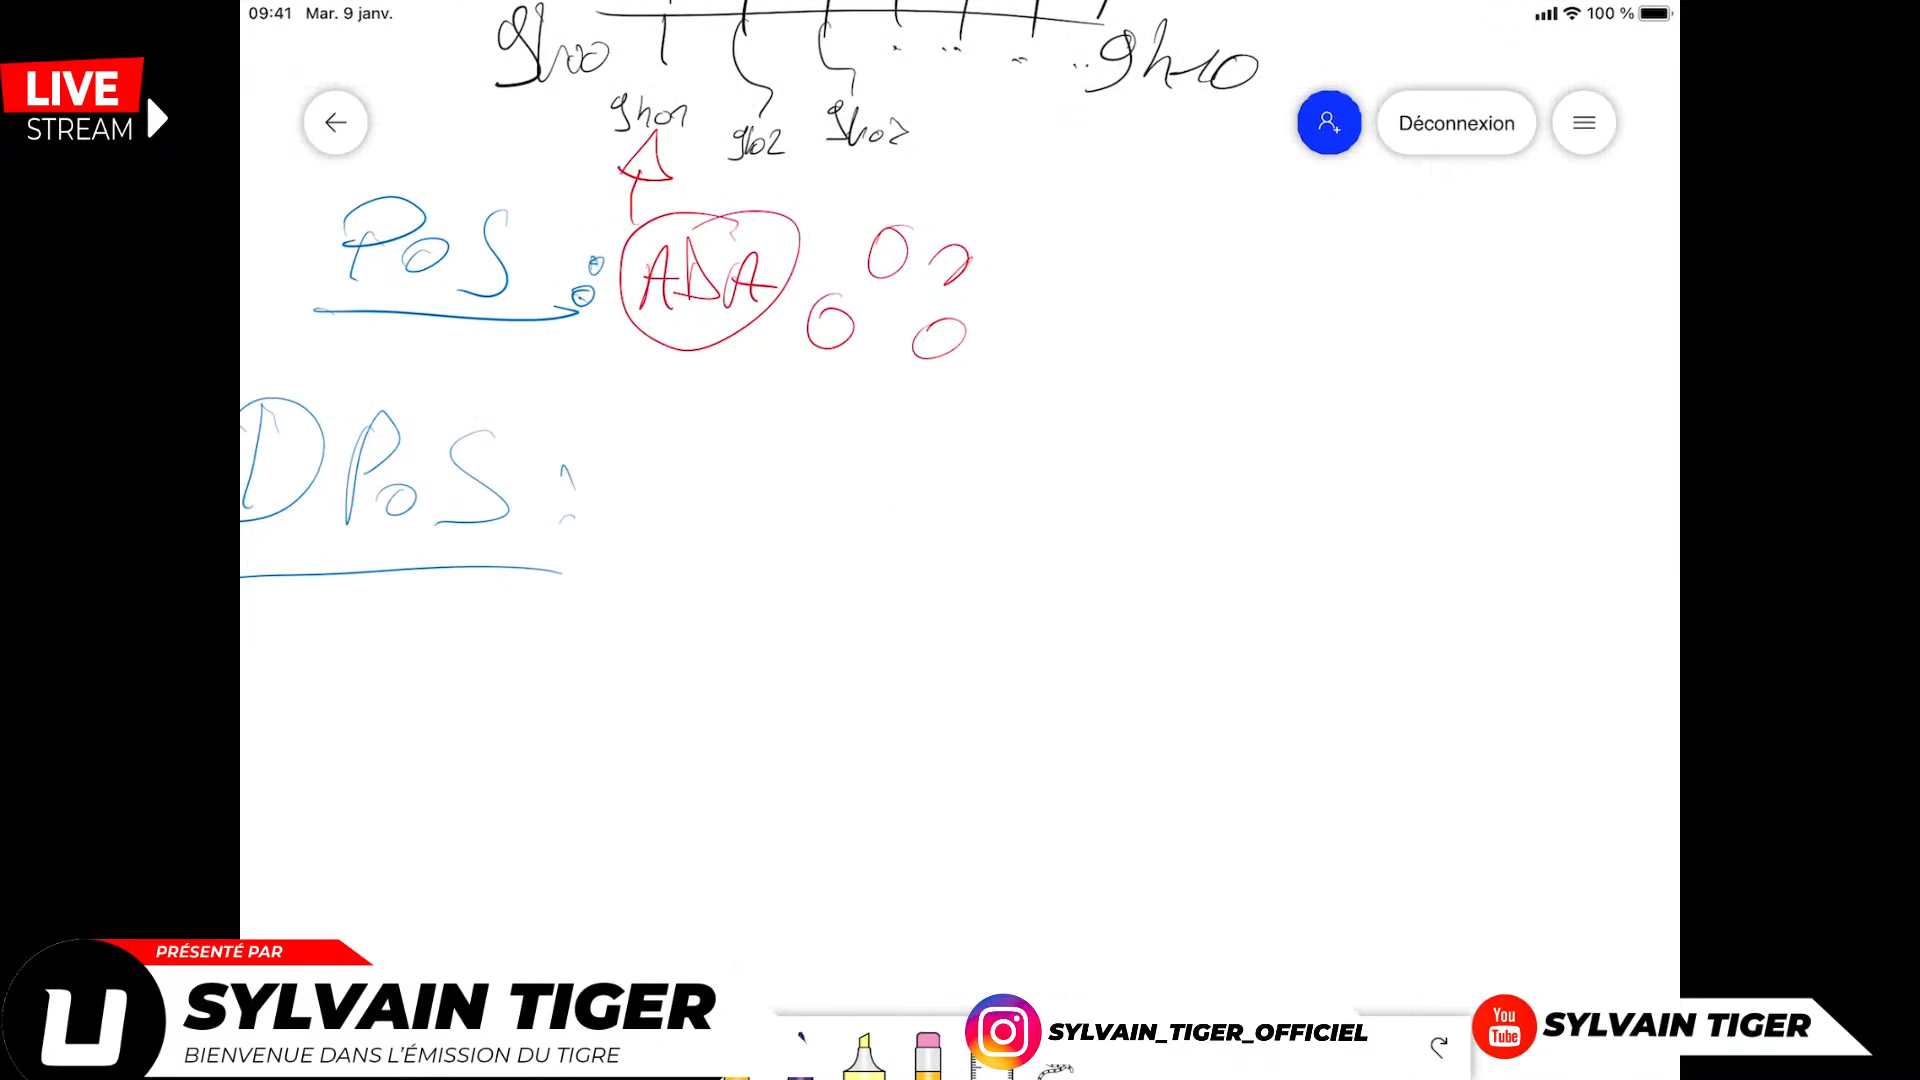 09:41 Mar. 9 janv. 100 %
LIVE
STREAM
9h00 9h10
9h01 9h02 9h03
Déconnexion
PoS : ADA
DPoS :
PRÉSENTÉ PAR
SYLVAIN TIGER
BIENVENUE DANS L'ÉMISSION DU TIGRE
SYLVAIN_TIGER_OFFICIEL
You
Tube
SYLVAIN TIGER